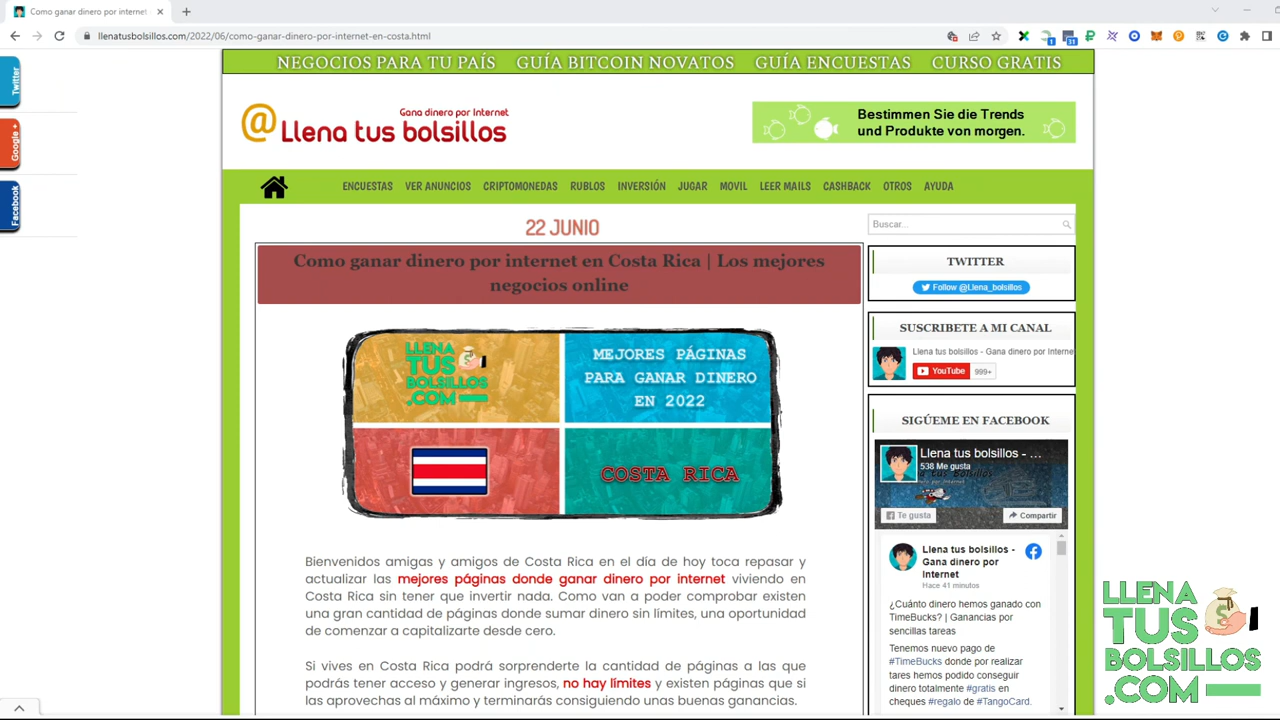 Como ganar dinero por internet
llenatusbolsillos.com/2022/06/como-ganar-dinero-por-internet-en-costa.html
1
31
Twitter
Google +
Facebook
NEGOCIOS PARA TU PAÍS GUÍA BITCOIN NOVATOS GUÍA ENCUESTAS CURSO GRATIS
@
Gana dinero por Internet
Llena tus bolsillos
Bestimmen Sie die Trends
und Produkte von morgen.
ENCUESTAS VER ANUNCIOS CRIPTOMONEDAS RUBLOS INVERSIÓN JUGAR MOVIL LEER MAILS CASHBACK OTROS AYUDA
22 JUNIO
Como ganar dinero por internet en Costa Rica | Los mejores
negocios online
LLENA
TUS
BOLSILLOS
.COM
MEJORES PÁGINAS
PARA GANAR DINERO
EN 2022
COSTA RICA
Bienvenidos amigas y amigos de Costa Rica en el día de hoy toca repasar y
actualizar las mejores páginas donde ganar dinero por internet viviendo en
Costa Rica sin tener que invertir nada. Como van a poder comprobar existen
una gran cantidad de páginas donde sumar dinero sin límites, una oportunidad
de comenzar a capitalizarte desde cero.
Si vives en Costa Rica podrá sorprenderte la cantidad de páginas a las que
podrás tener acceso y generar ingresos, no hay límites y existen páginas que si
las aprovechas al máximo y terminarás consiguiendo unas buenas ganancias.
Buscar...
TWITTER
Follow @Llena_bolsillos
SUSCRIBETE A MI CANAL
Llena tus bolsillos - Gana dinero por Interne
YouTube 999+
SIGÚEME EN FACEBOOK
Llena tus bolsillos - ...
538 Me gusta
Te gusta
Compartir
Llena tus bolsillos -
Gana dinero por
Internet
Hace 41 minutos
¿Cuánto dinero hemos ganado con
TimeBucks? | Ganancias por
sencillas tareas
Tenemos nuevo pago de
#TimeBucks donde por realizar
tares hemos podido conseguir
dinero totalmente #gratis en
cheques #regalo de #TangoCard.
LLENA
TUS
BOLSILLOS
.COM